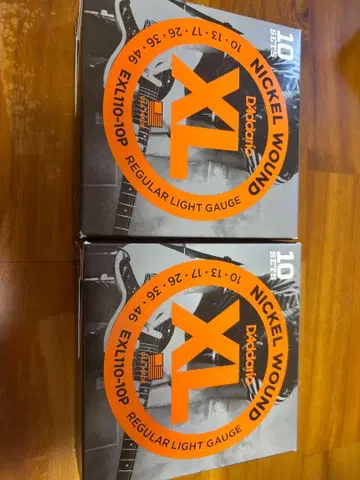 10
SETS
NICKEL WOUND
10·13·17·26·36·46
D'Addario
XL
EXL110-10P
REGULAR LIGHT GAUGE
10
SETS
NICKEL WOUND
10·13·17·26·36·46
D'Addario
XL
EXL110-10P
REGULAR LIGHT GAUGE